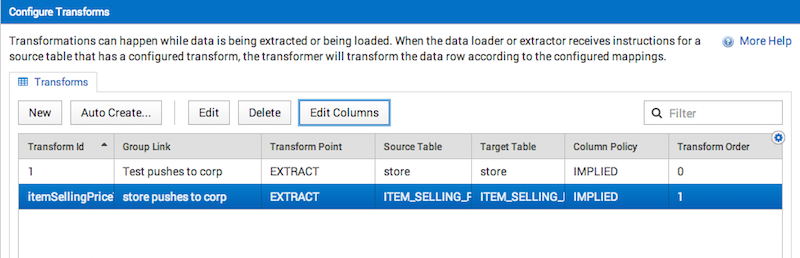 Configure Transforms
Transformations can happen while data is being extracted or being loaded. When the data loader or extractor receives instructions for a
source table that has a configured transform, the transformer will transform the data row according to the configured mappings.
More Help
Transforms
New Auto Create... Edit Delete Edit Columns Filter
Transform Id Group Link Transform Point Source Table Target Table Column Policy Transform Order
1 Test pushes to corp EXTRACT store store IMPLIED 0
itemSellingPrice store pushes to corp EXTRACT ITEM_SELLING_ ITEM_SELLING_ IMPLIED 1